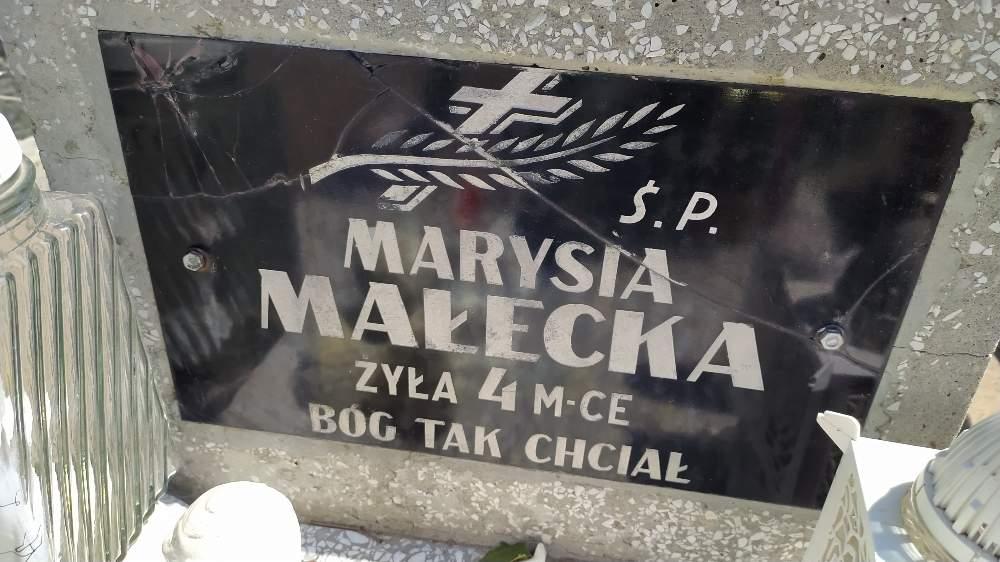 Ś.P.
MARYSIA
MAŁECKA
ŻYŁA 4 M-CE
BÓG TAK CHCIAŁ